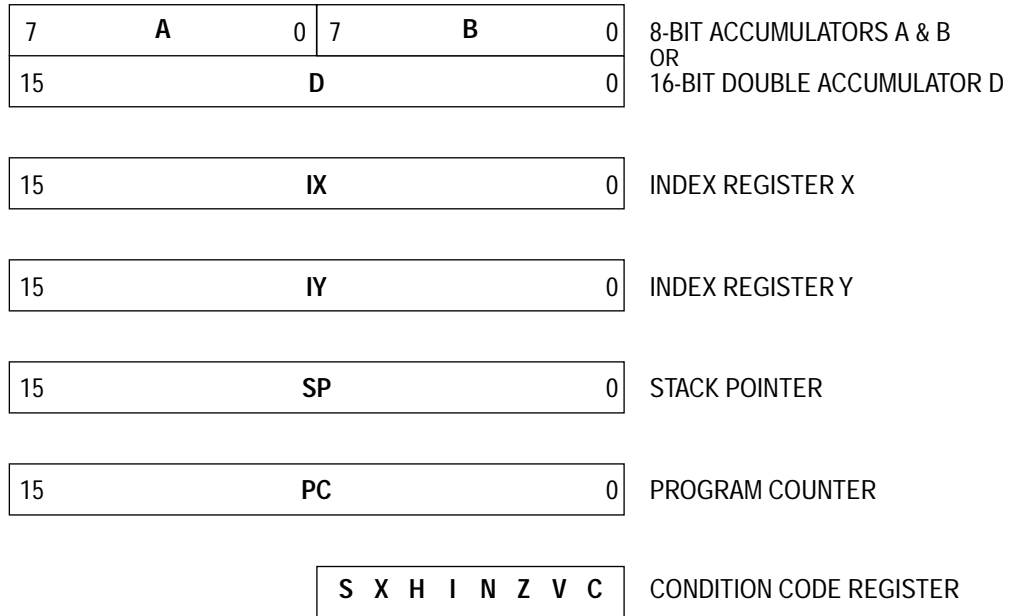 7 A 0 7 B 0 8-BIT ACCUMULATORS A & B
OR
15 D 0 16-BIT DOUBLE ACCUMULATOR D
15 IX 0 INDEX REGISTER X
15 IY 0 INDEX REGISTER Y
15 SP 0 STACK POINTER
15 PC 0 PROGRAM COUNTER
S X H I N Z V C CONDITION CODE REGISTER